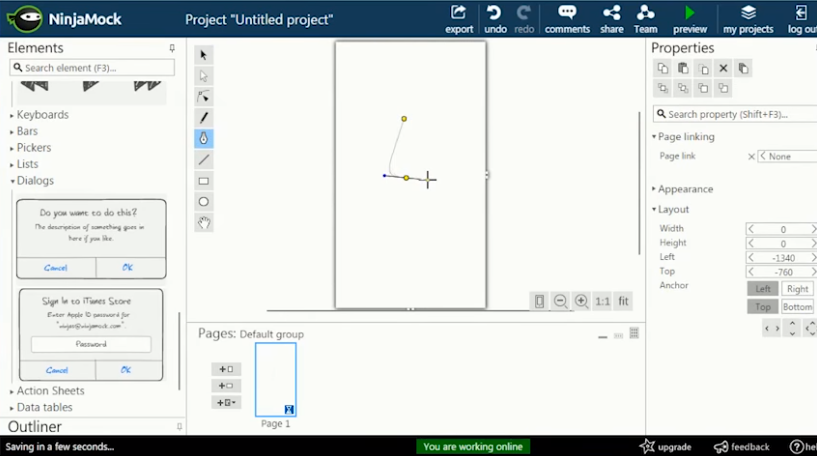 NinjaMock
Project "Untitled project"
export
undo
redo
comments
share
Team
preview
my projects
log out
Elements
Search element (F3)...
Keyboards
Bars
Pickers
Lists
Dialogs
Do you want to do this?
The description of something goes in
here if you like.
Cancel
OK
Sign In to iTunes Store
Enter Apple ID password for
Password
Cancel
OK
Action Sheets
Data tables
Outliner
1:1
fit
Pages: Default group
Page 1
Properties
Search property (Shift+F3)...
Page linking
Page link
None
Appearance
Layout
Width
0
Height
0
Left
-1340
Top
-760
Anchor
Left
Right
Top
Bottom
Saving in a few seconds...
You are working online
upgrade
feedback
hel